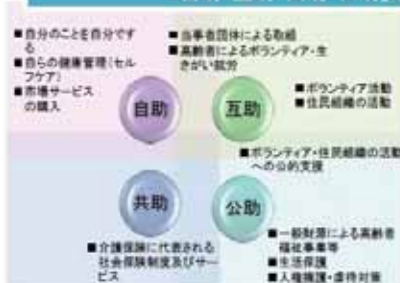 ■自分のことを自分です
る
■自らの健康管理(セル
フケア)
■市場サービス
の購入
■当事者団体による取組
■高齢者によるボランティア・生
きがい就労
自助
互助
■ボランティア活動
■住民組織の活動
■ボランティア・住民組織の活動
への公的支援
共助
公助
■介護保険に代表される
社会保険制度及びサー
ビス
■一般財源による高齢者
福祉事業等
■生活保護
■人権擁護・虐待対策